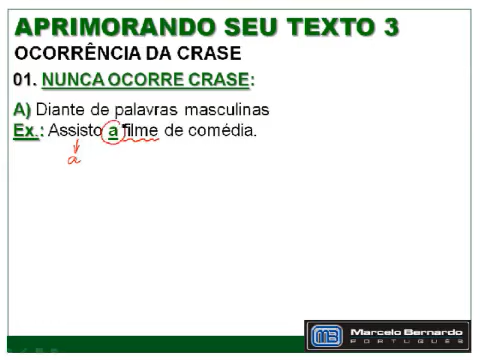 APRIMORANDO SEU TEXTO 3
OCORRÊNCIA DA CRASE
01. NUNCA OCORRE CRASE:
A) Diante de palavras masculinas
Ex.: Assisto a filme de comédia.
a
MB Marcelo Bernardo
PORTUGUÊS